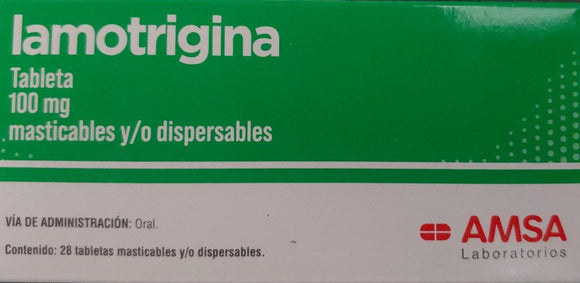 lamotrigina
Tableta
100 mg
masticables y/o dispersables
VÍA DE ADMINISTRACIÓN: Oral.
Contenido: 28 tabletas masticables y/o dispersables.
AMSA
Laboratorios